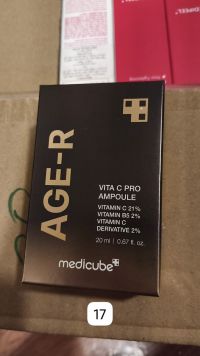 AGE-R
VITA C PRO
AMPOULE
VITAMIN C 21%
VITAMIN B5 2%
VITAMIN C
DERIVATIVE 2%
20 ml | 0.67 fl. oz.
medicube
17